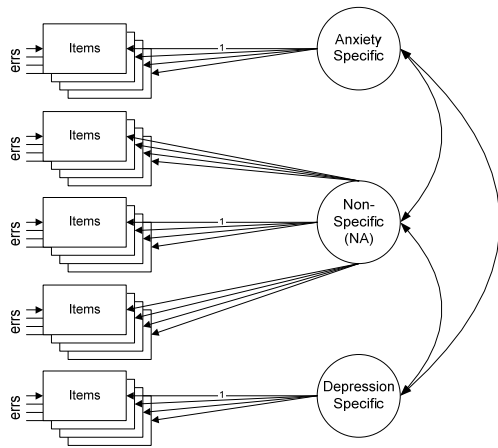 errs
Items
1
Anxiety
Specific
errs
Items
errs
Items
1
Non-
Specific
(NA)
errs
Items
errs
Items
1
Depression
Specific